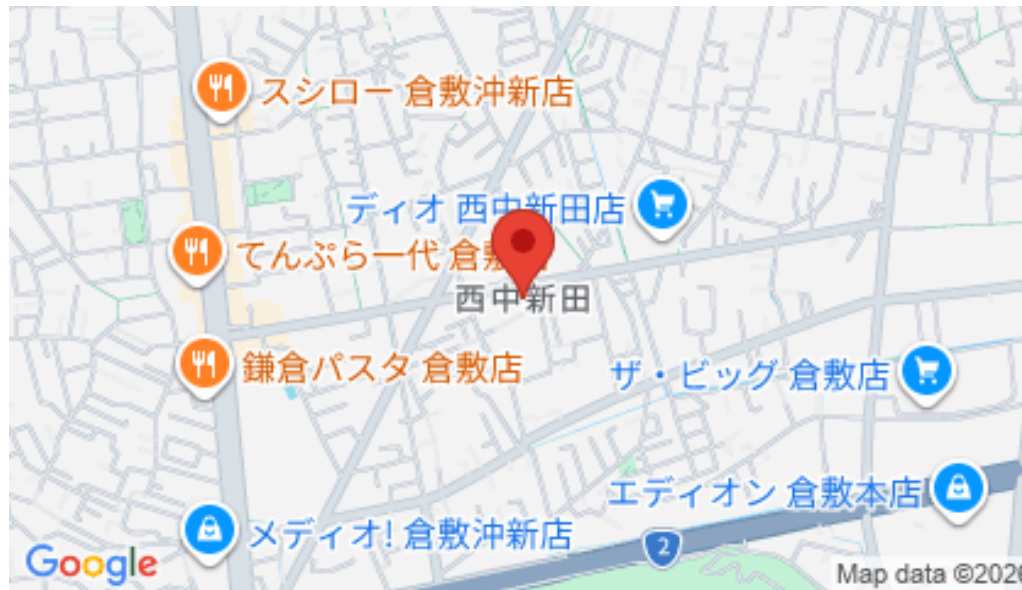 スシロー 倉敷沖新店
ディオ 西中新田店
てんぷら一代 倉敷店
西中新田
鎌倉パスタ 倉敷店
ザ・ビッグ 倉敷店
エディオン 倉敷本店
メディオ! 倉敷沖新店
2
Google
Map data ©2026